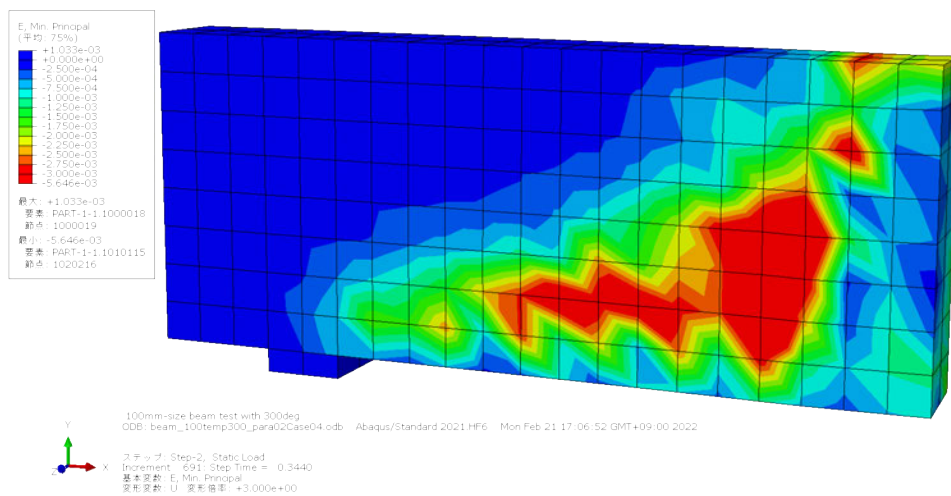 E, Min. Principal
(平均: 75%)
+1.033e-03
+0.000e+00
-2.500e-04
-5.000e-04
-7.500e-04
-1.000e-03
-1.250e-03
-1.500e-03
-1.750e-03
-2.000e-03
-2.250e-03
-2.500e-03
-2.750e-03
-3.000e-03
-5.646e-03
最大: +1.033e-03
要素: PART-1-1.1000018
節点: 1000019
最小: -5.646e-03
要素: PART-1-1.1010115
節点: 1020216
100mm-size beam test with 300deg
ODB: beam_100temp300_para02Case04.odb Abaqus/Standard 2021.HF6 Mon Feb 21 17:06:52 GMT+09:00 2022
Y
Z
X
ステップ: Step-2, Static Load
Increment 691: Step Time = 0.3440
基本変数: E, Min. Principal
変形変数: U 変形倍率: +3.000e+00